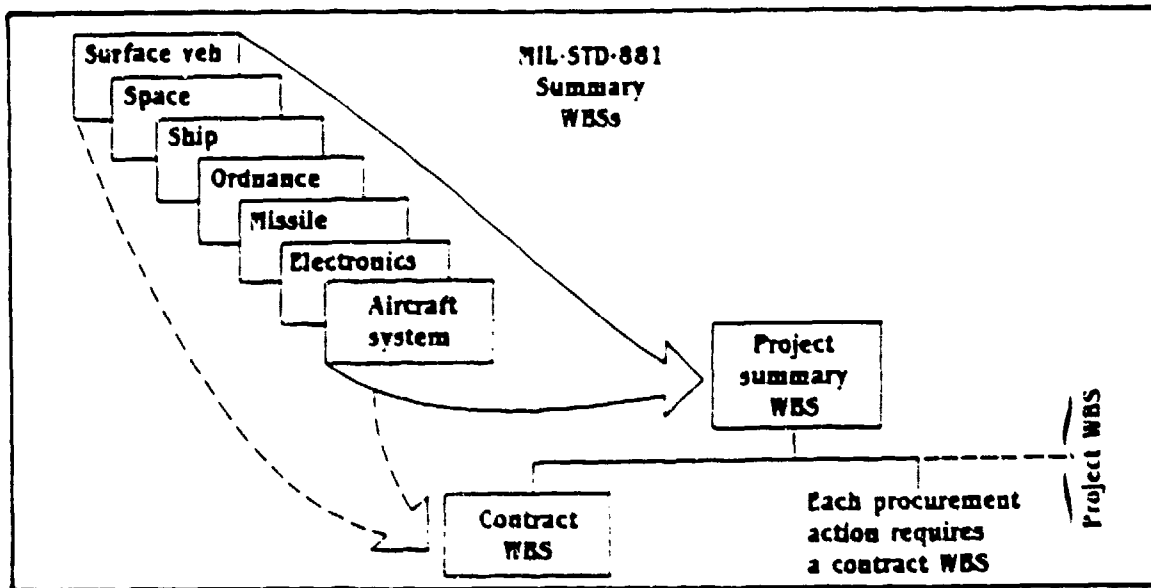 Surface veh
Space
Ship
Ordnance
Missile
Electronics
Aircraft
system
MIL-STD-881
Summary
WBSs
Project
summary
WBS
Contract
WBS
Each procurement
action requires
a contract WBS
Project WBS